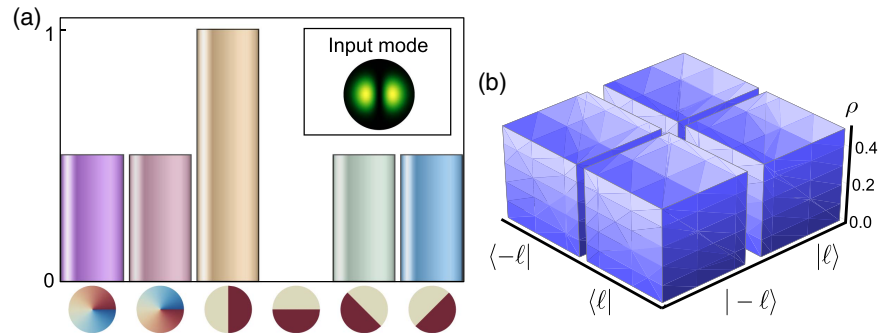 (a)
1
0
Input mode
(b)
ρ
0.4
0.2
0.0
⟨−ℓ|
⟨ℓ|
|−ℓ⟩
|ℓ⟩